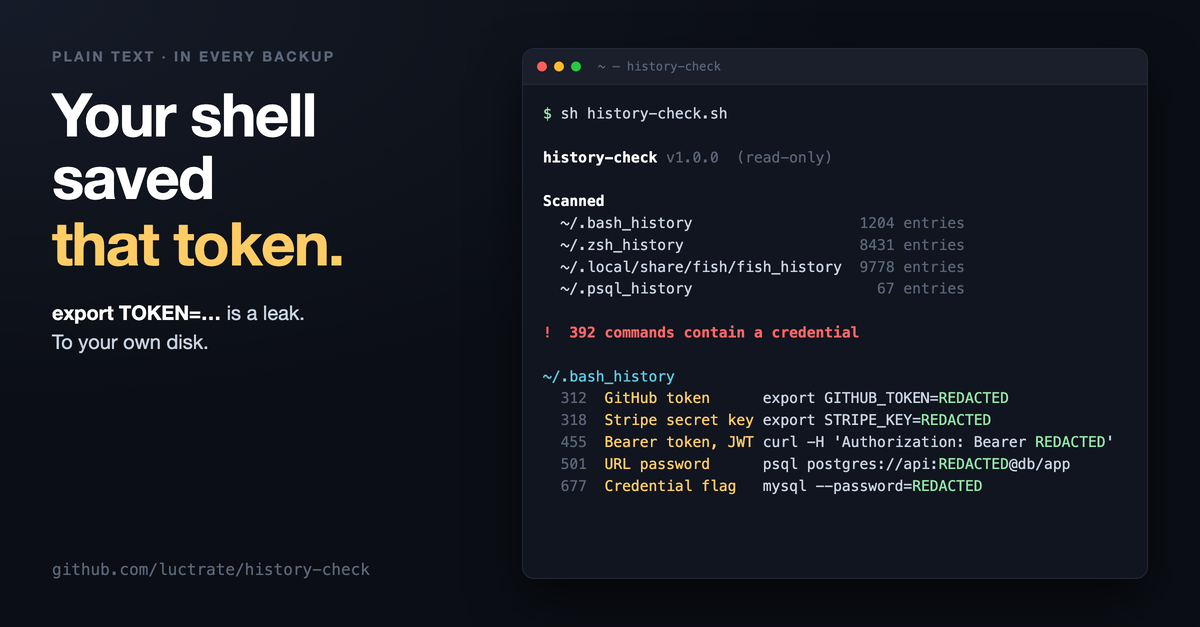 PLAIN TEXT · IN EVERY BACKUP
Your shell
saved
that token.
export TOKEN=... is a leak.
To your own disk.
github.com/luctrate/history-check
~ — history-check
$ sh history-check.sh
history-check v1.0.0 (read-only)
Scanned
~/.bash_history 1204 entries
~/.zsh_history 8431 entries
~/.local/share/fish/fish_history 9778 entries
~/.psql_history 67 entries
! 392 commands contain a credential
~/.bash_history
312 GitHub token export GITHUB_TOKEN=REDACTED
318 Stripe secret key export STRIPE_KEY=REDACTED
455 Bearer token, JWT curl -H 'Authorization: Bearer REDACTED'
501 URL password psql postgres://api:REDACTED@db/app
677 Credential flag mysql --password=REDACTED